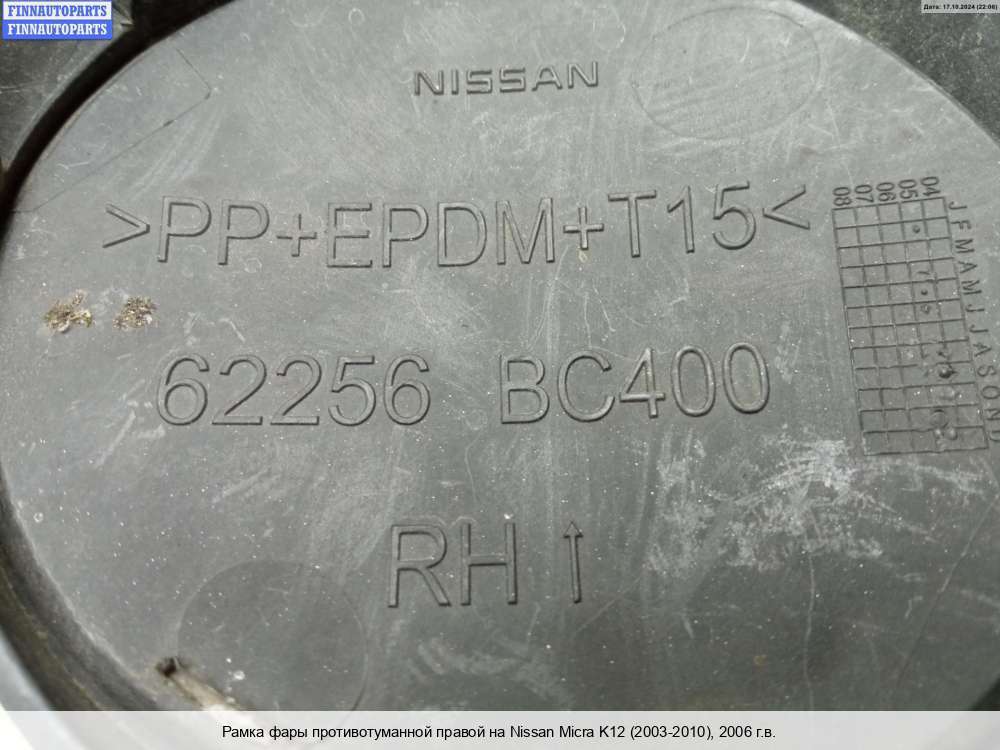 FINNAUTOPARTS
FINNAUTOPARTS
Дата: 17.10.2024 (22:06)
NISSAN
>PP+EPDM+T15<
04
05
06
07
08
J F M A M J J A S O N D
62256 BC400
RH ↑
Рамка фары противотуманной правой на Nissan Micra K12 (2003-2010), 2006 г.в.